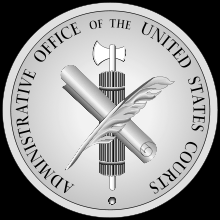 ADMINISTRATIVE OFFICE OF THE UNITED STATES COURTS